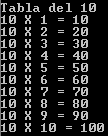 Tabla del 10
10 X 1 = 10
10 X 2 = 20
10 X 3 = 30
10 X 4 = 40
10 X 5 = 50
10 X 6 = 60
10 X 7 = 70
10 X 8 = 80
10 X 9 = 90
10 X 10 = 100